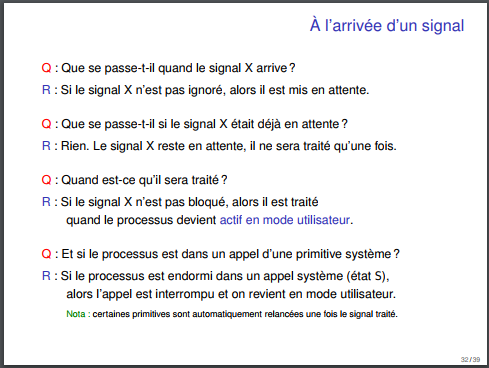 À l'arrivée d'un signal
Q : Que se passe-t-il quand le signal X arrive ?
R : Si le signal X n'est pas ignoré, alors il est mis en attente.
Q : Que se passe-t-il si le signal X était déjà en attente ?
R : Rien. Le signal X reste en attente, il ne sera traité qu'une fois.
Q : Quand est-ce qu'il sera traité ?
R : Si le signal X n'est pas bloqué, alors il est traité
quand le processus devient actif en mode utilisateur.
Q : Et si le processus est dans un appel d'une primitive système ?
R : Si le processus est endormi dans un appel système (état S),
alors l'appel est interrompu et on revient en mode utilisateur.
Nota : certaines primitives sont automatiquement relancées une fois le signal traité.
32 / 39